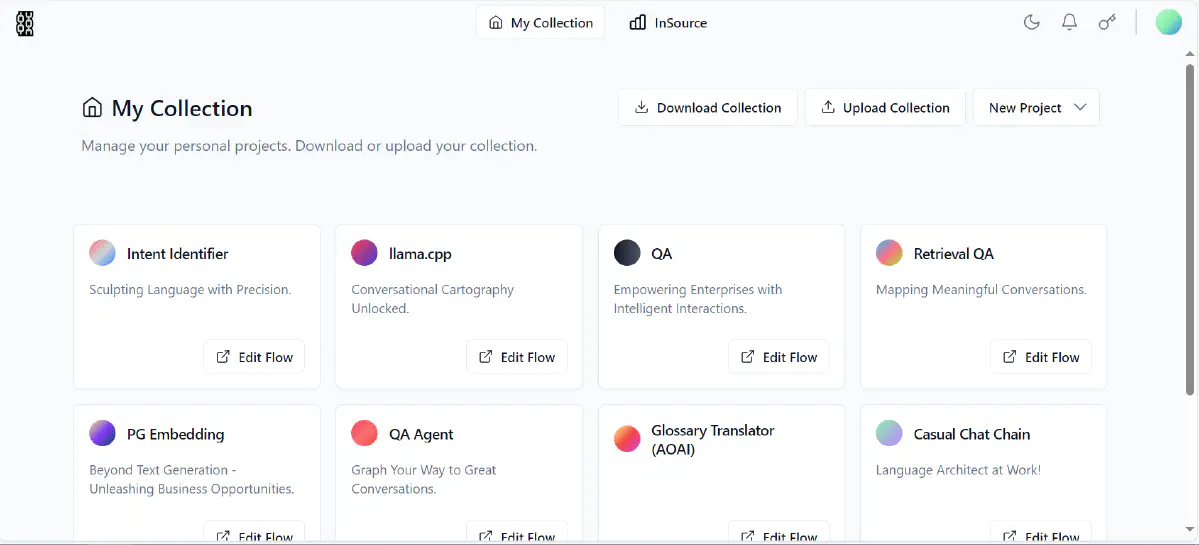 My Collection
InSource
My Collection
Download Collection
Upload Collection
New Project
Manage your personal projects. Download or upload your collection.
Intent Identifier
Sculpting Language with Precision.
Edit Flow
llama.cpp
Conversational Cartography
Unlocked.
Edit Flow
QA
Empowering Enterprises with
Intelligent Interactions.
Edit Flow
Retrieval QA
Mapping Meaningful Conversations.
Edit Flow
PG Embedding
Beyond Text Generation -
Unleashing Business Opportunities.
Edit Flow
QA Agent
Graph Your Way to Great
Conversations.
Edit Flow
Glossary Translator
(AOAI)
Edit Flow
Casual Chat Chain
Language Architect at Work!
Edit Flow